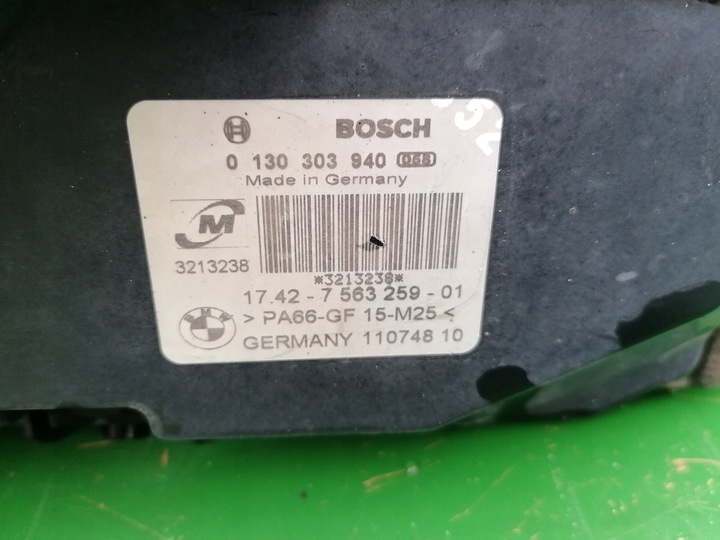 BOSCH
0 130 303 940 058
Made in Germany
M
3213238
*3213238*
17.42 - 7 563 259 - 01
> PA66-GF 15-M25 <
GERMANY 110748 10